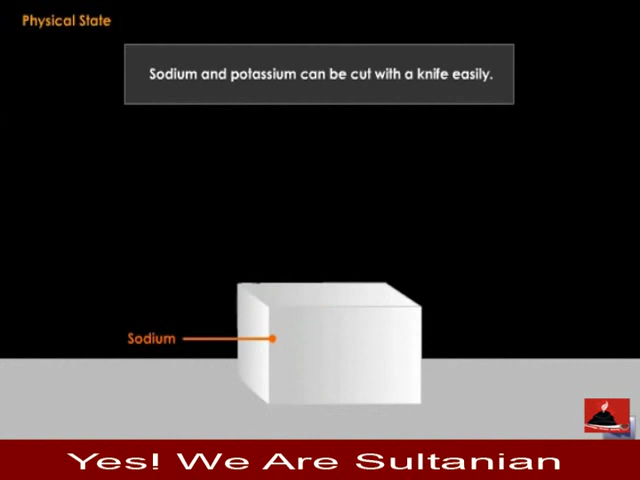 Physical State
Sodium and potassium can be cut with a knife easily.
Sodium
Yes! We Are Sultanian